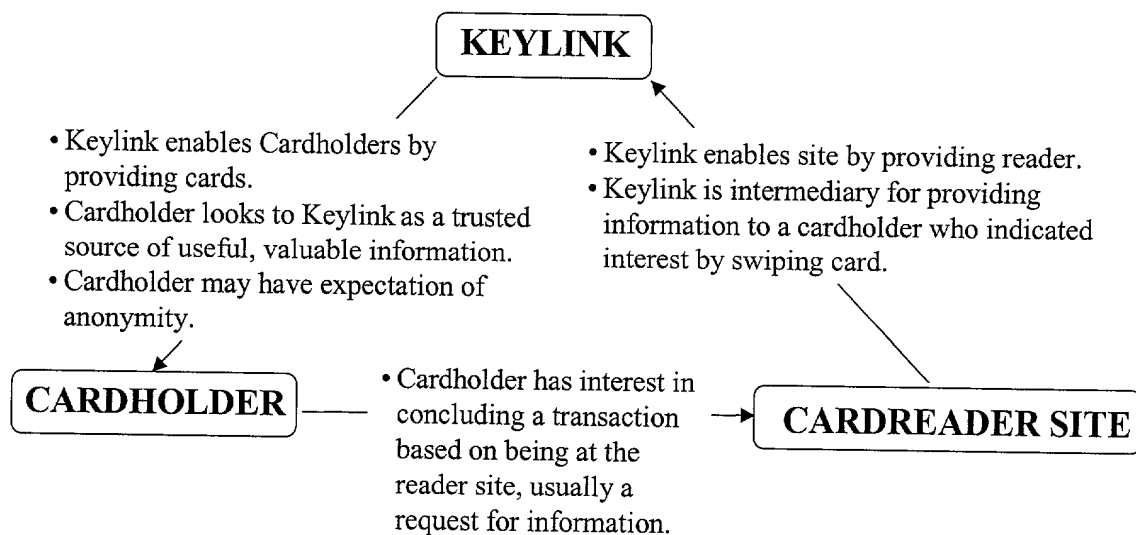 KEYLINK
• Keylink enables Cardholders by
providing cards.
• Cardholder looks to Keylink as a trusted
source of useful, valuable information.
• Cardholder may have expectation of
anonymity.
• Keylink enables site by providing reader.
• Keylink is intermediary for providing
information to a cardholder who indicated
interest by swiping card.
CARDHOLDER
• Cardholder has interest in
concluding a transaction
based on being at the
reader site, usually a
request for information.
CARDREADER SITE